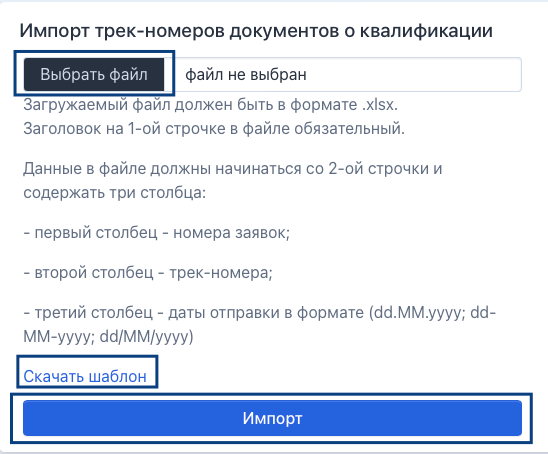 Импорт трек-номеров документов о квалификации
Выбрать файл файл не выбран
Загружаемый файл должен быть в формате .xlsx.
Заголовок на 1-ой строчке в файле обязательный.
Данные в файле должны начинаться со 2-ой строчки и
содержать три столбца:
- первый столбец - номера заявок;
- второй столбец - трек-номера;
- третий столбец - даты отправки в формате (dd.MM.yyyy; dd-
MM-yyyy; dd/MM/yyyy)
Скачать шаблон
Импорт